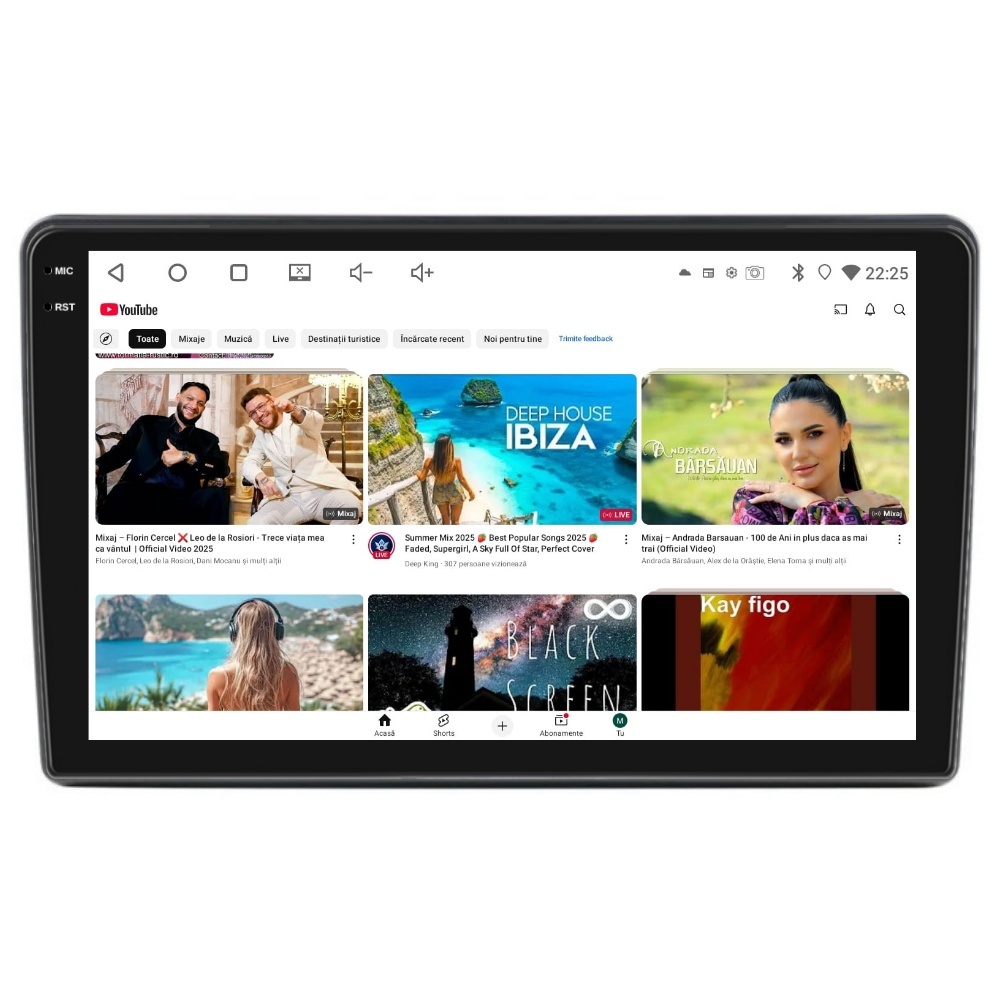 MIC
22:25
RST
YouTube
Toate
Mixaje
Muzică
Live
Destinații turistice
Încărcate recent
Noi pentru tine
Trimite feedback
DEEP HOUSE
IBIZA
ANDRADA
BÂRSĂUAN
Mixaj
LIVE
Mixaj
Mixaj – Florin Cercel ❌ Leo de la Rosiori - Trece viața mea
ca vântul | Official Video 2025
Florin Cercel, Leo de la Rosiori, Dani Mocanu și mulți alții
LIVE
Summer Mix 2025 🍓 Best Popular Songs 2025 🍓
Faded, Supergirl, A Sky Full Of Star, Perfect Cover
Deep King · 307 persoane vizionează
Mixaj – Andrada Barsauan - 100 de Ani in plus daca as mai
trai (Official Video)
Andrada Bârsăuan, Alex de la Orăștie, Elena Toma și mulți alții
BLACK
SCREEN
Kay figo
Acasă
Shorts
Abonamente
M
Tu